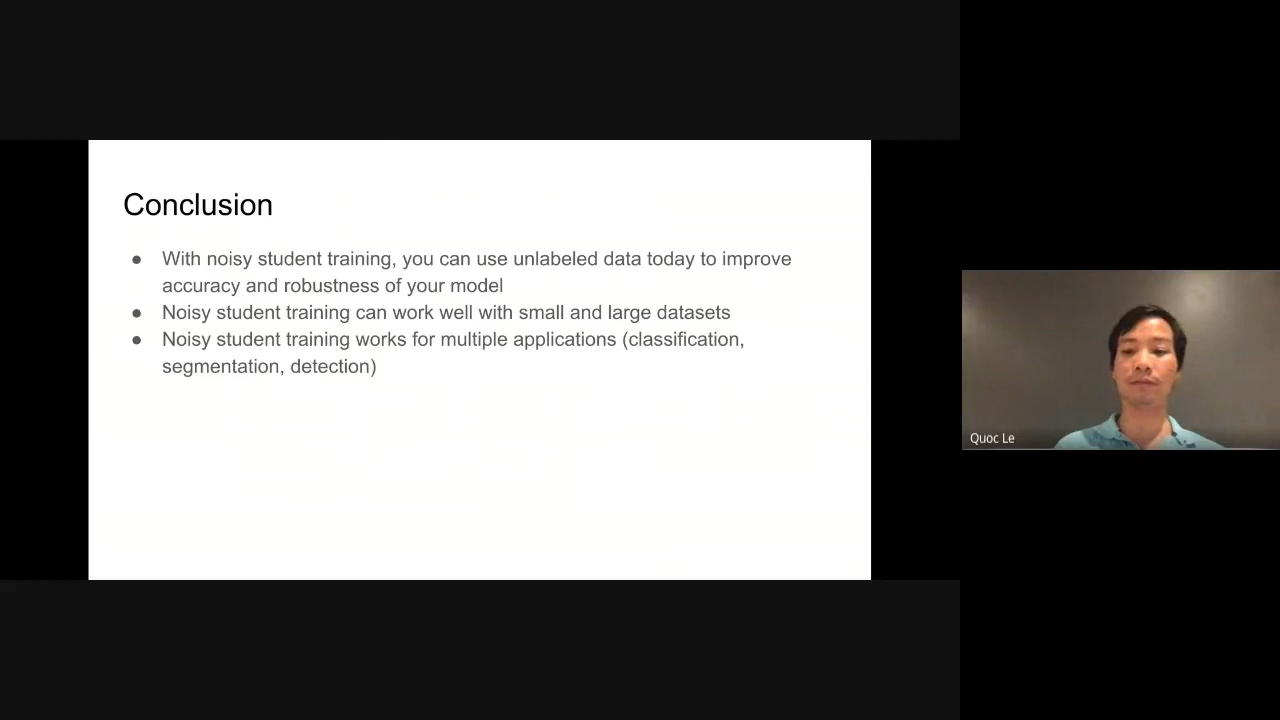 Conclusion
● With noisy student training, you can use unlabeled data today to improve
accuracy and robustness of your model
● Noisy student training can work well with small and large datasets
● Noisy student training works for multiple applications (classification,
segmentation, detection)
Quoc Le